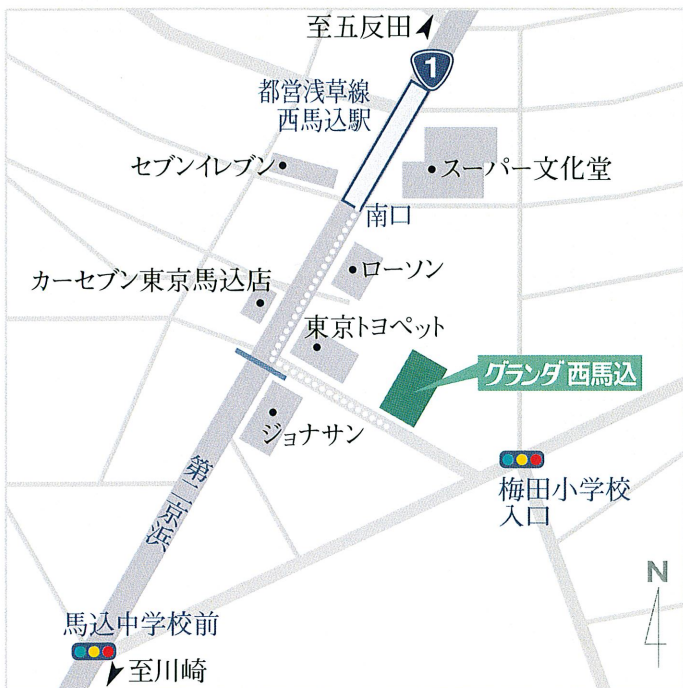 至五反田
1
都営浅草線
西馬込駅
セブンイレブン
スーパー文化堂
南口
ローソン
カーセブン東京馬込店
東京トヨペット
グランダ 西馬込
ジョナサン
第二京浜
梅田小学校
入口
N
馬込中学校前
至川崎